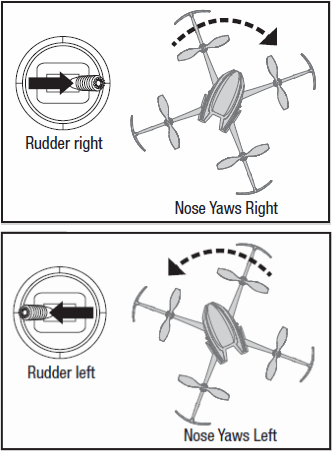 Rudder right
Nose Yaws Right
Rudder left
Nose Yaws Left